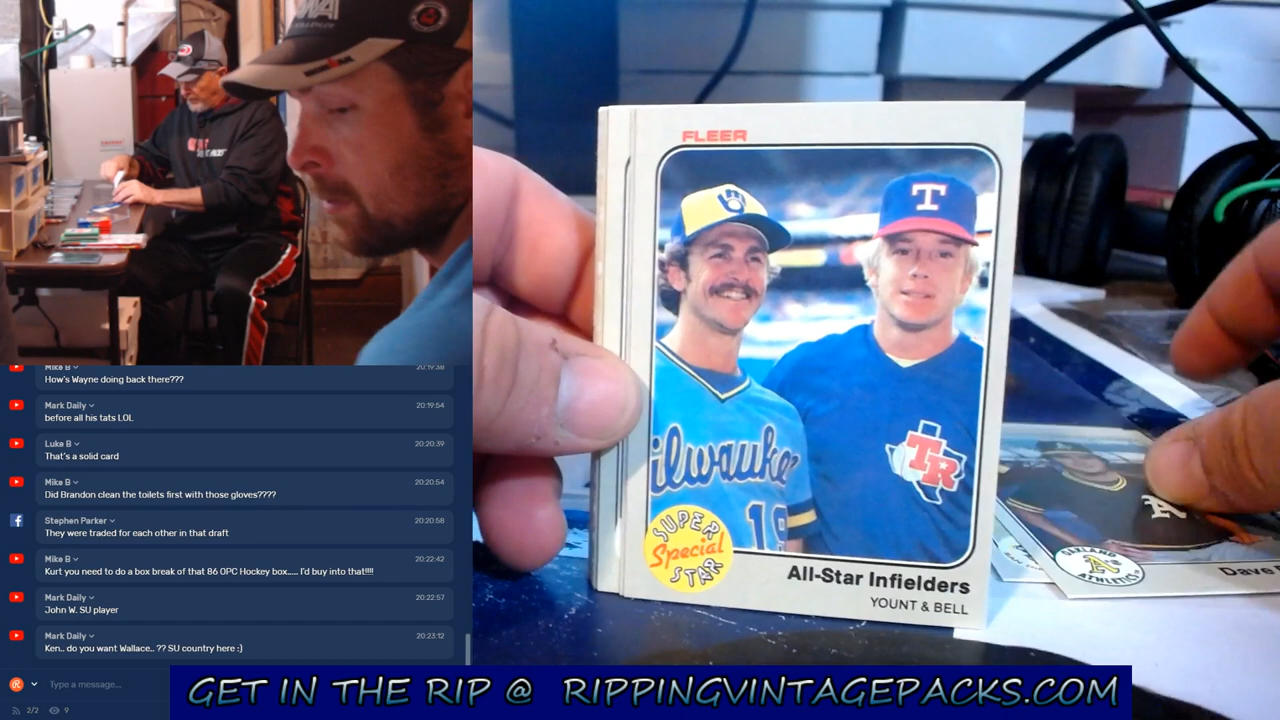 Mike B
20:19:38
How's Wayne doing back there???
Mark Daily
20:19:54
before all his tats LOL
Luke B
20:20:39
That's a solid card
Mike B
20:20:54
Did Brandon clean the toilets first with those gloves????
Stephen Parker
20:20:58
They were traded for each other in that draft
Mike B
20:22:42
Kurt you need to do a box break of that 86 OPC Hockey box..... I'd buy into that!!!!
Mark Daily
20:22:57
John W. SU player
Mark Daily
20:23:12
Ken.. do you want Wallace.. ?? SU country here :)
Type a message...
2/2
9
FLEER
T
ilwaukee
19
TR
SUPER
Special
STAR
All-Star Infielders
YOUNT & BELL
A
OAKLAND
A's
ATHLETICS
Dave
GET IN THE RIP @ RIPPINGVINTAGEPACKS.COM